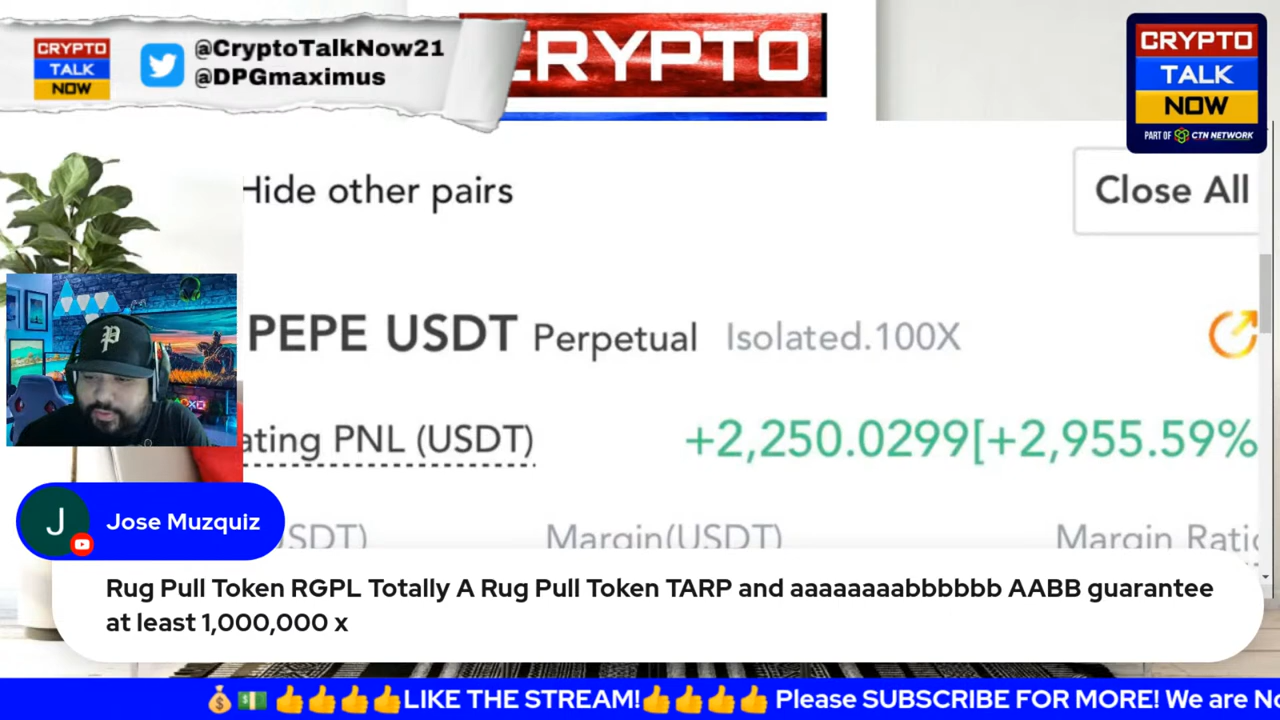 CRYPTO
TALK
NOW
@CryptoTalkNow21
@DPGmaximus
CRYPTO
CRYPTO
TALK
NOW
PART OF CTN NETWORK
Hide other pairs
Close All
PEPE USDT Perpetual Isolated.100X
ating PNL (USDT) +2,250.0299[+2,955.59%
SDT) Margin(USDT) Margin Ratio
P
J Jose Muzquiz
Rug Pull Token RGPL Totally A Rug Pull Token TARP and aaaaaaaabbbbbb AABB guarantee
at least 1,000,000 x
LIKE THE STREAM! Please SUBSCRIBE FOR MORE! We are No